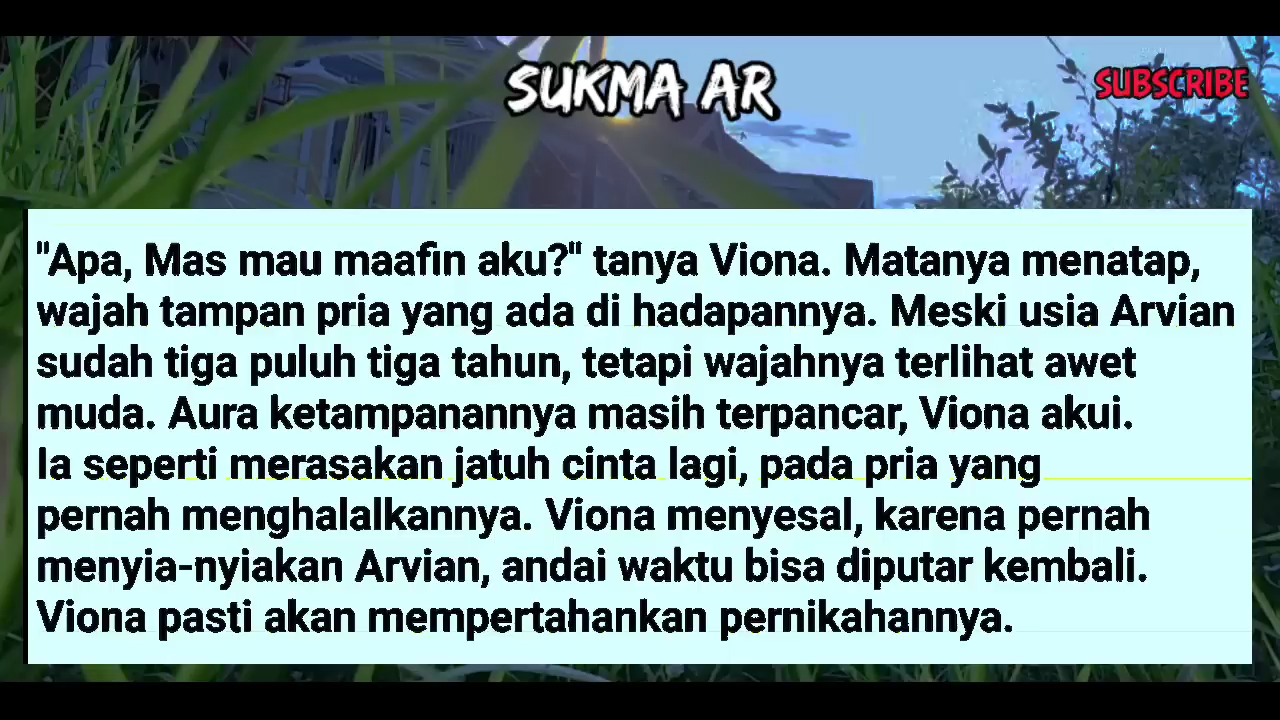 SUKMA AR
SUBSCRIBE
"Apa, Mas mau maafin aku?" tanya Viona. Matanya menatap,
wajah tampan pria yang ada di hadapannya. Meski usia Arvian
sudah tiga puluh tiga tahun, tetapi wajahnya terlihat awet
muda. Aura ketampanannya masih terpancar, Viona akui.
Ia seperti merasakan jatuh cinta lagi, pada pria yang
pernah menghalalkannya. Viona menyesal, karena pernah
menyia-nyiakan Arvian, andai waktu bisa diputar kembali.
Viona pasti akan mempertahankan pernikahannya.